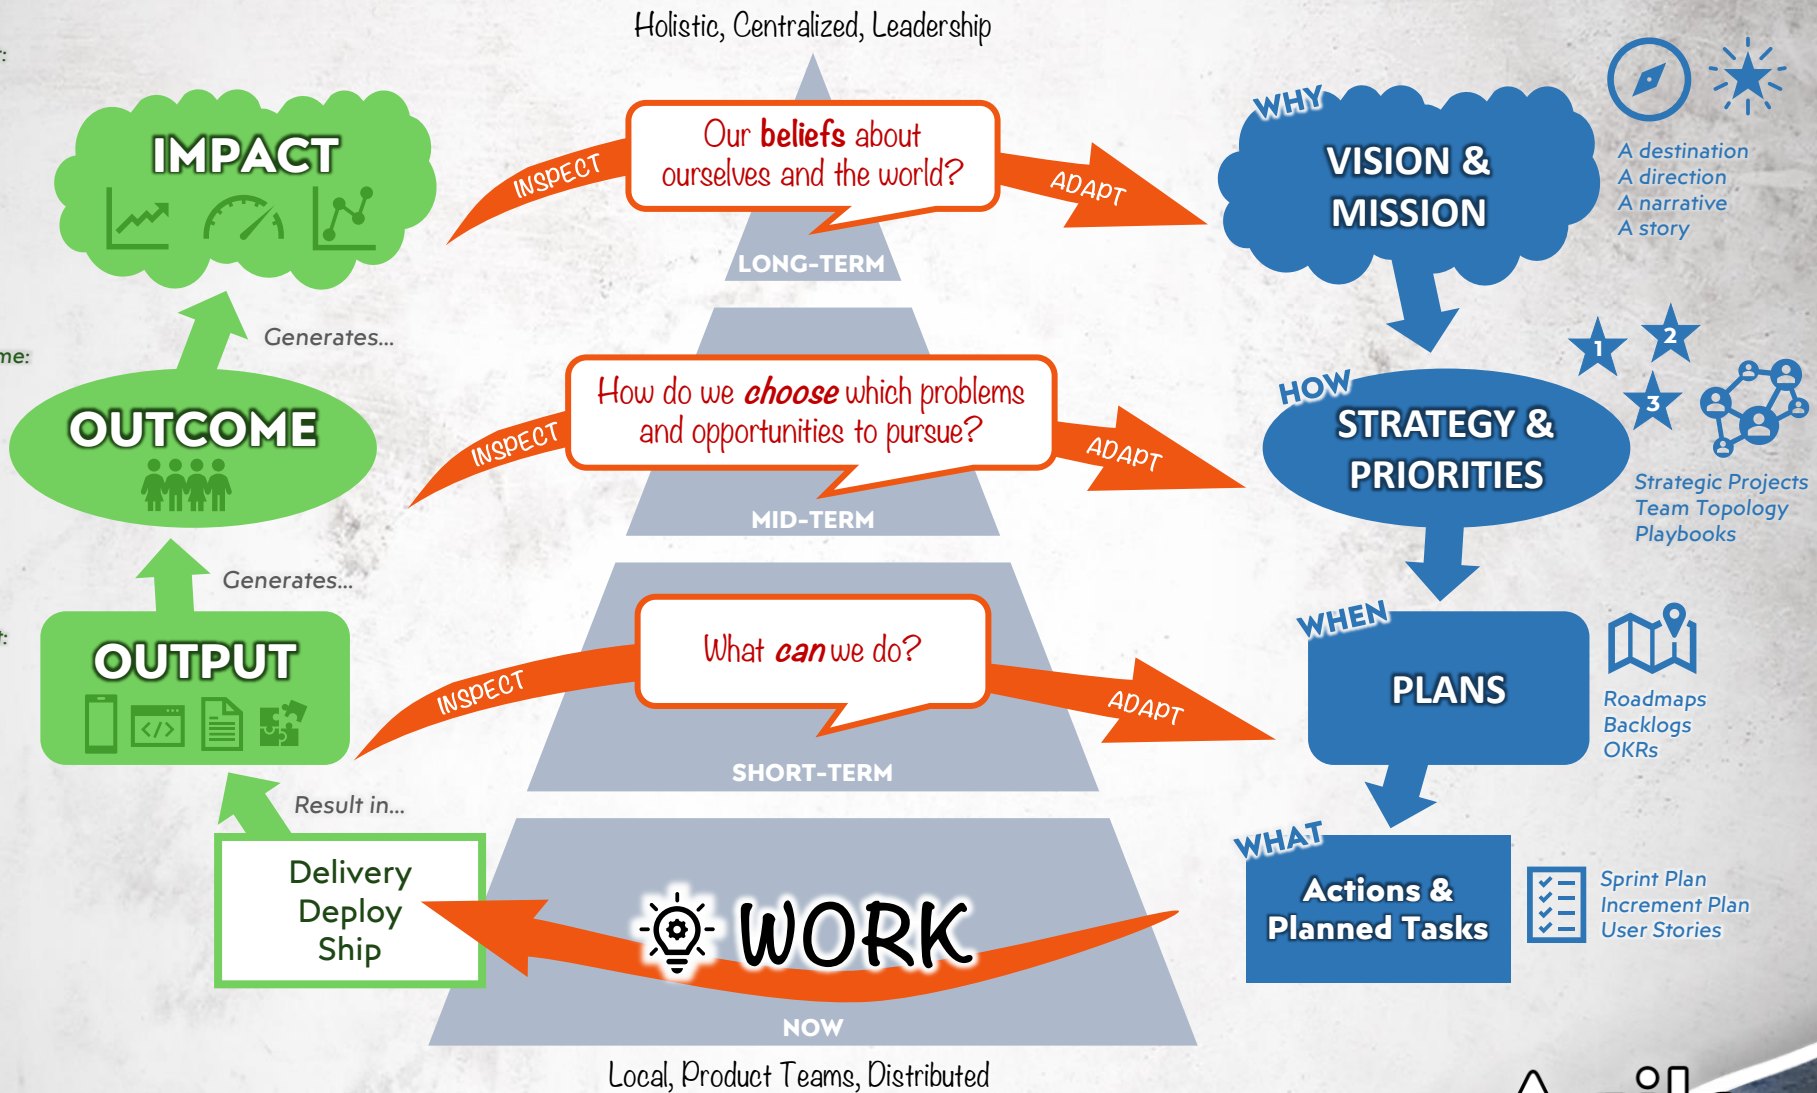 Holistic, Centralized, Leadership
IMPACT
INSPECT
Our beliefs about
ourselves and the world?
ADAPT
LONG-TERM
WHY
VISION &
MISSION
A destination
A direction
A narrative
A story
Generates...
OUTCOME
INSPECT
How do we choose which problems
and opportunities to pursue?
ADAPT
MID-TERM
HOW
STRATEGY &
PRIORITIES
1
2
3
Strategic Projects
Team Topology
Playbooks
Generates...
OUTPUT
</>
INSPECT
What can we do?
ADAPT
SHORT-TERM
WHEN
PLANS
Roadmaps
Backlogs
OKRs
Result in...
Delivery
Deploy
Ship
WORK
NOW
WHAT
Actions &
Planned Tasks
Sprint Plan
Increment Plan
User Stories
Local, Product Teams, Distributed